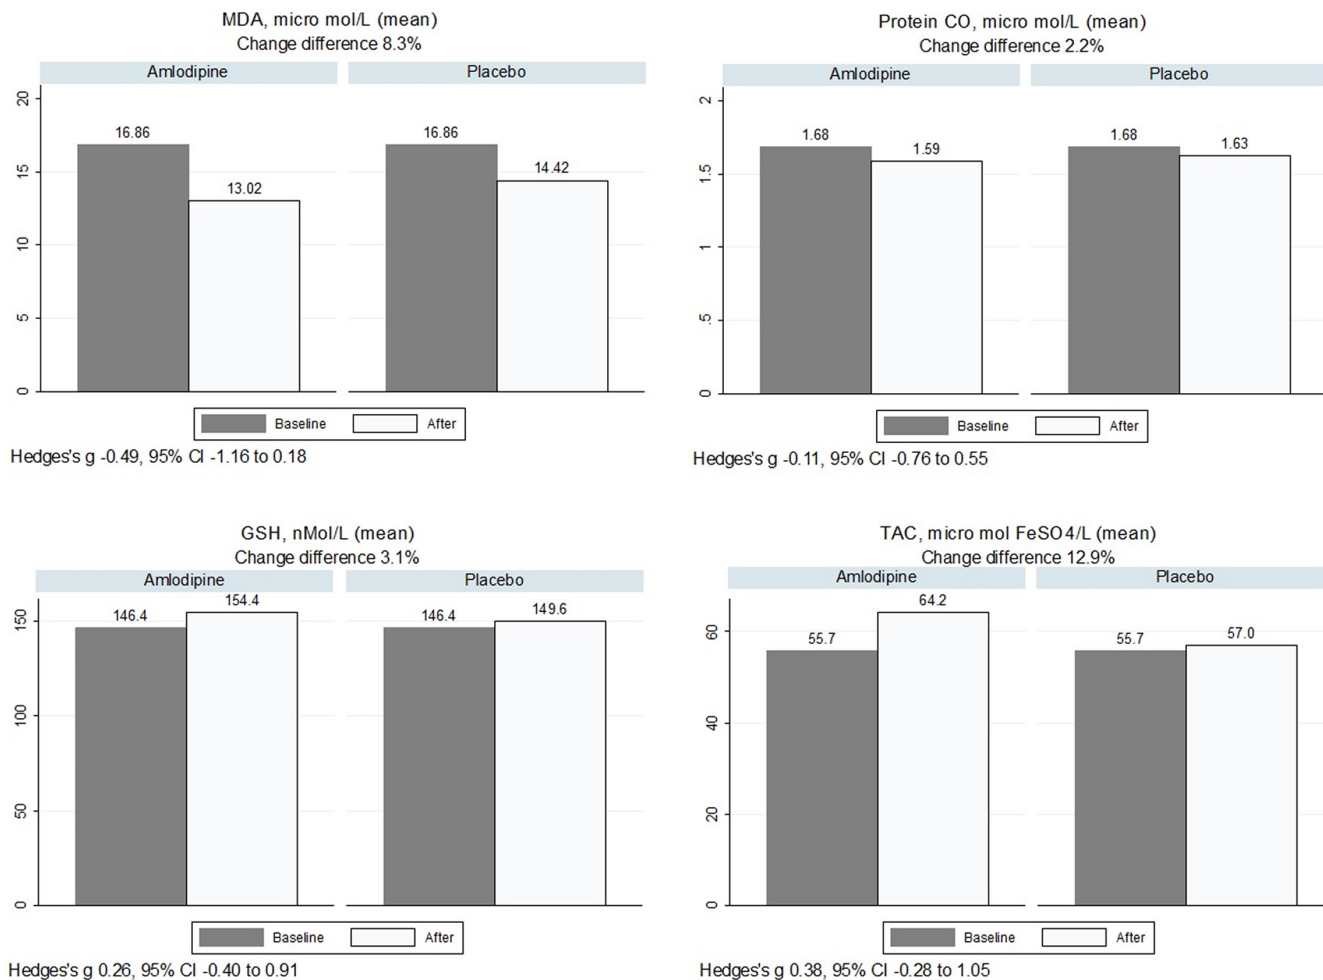 MDA, micro mol/L (mean)
Change difference 8.3%
Amlodipine
Placebo
20
15
10
5
0
16.86
13.02
16.86
14.42
Baseline
After
Hedges's g -0.49, 95% CI -1.16 to 0.18
Protein CO, micro mol/L (mean)
Change difference 2.2%
Amlodipine
Placebo
2
1.5
1
.5
0
1.68
1.59
1.68
1.63
Baseline
After
Hedges's g -0.11, 95% CI -0.76 to 0.55
GSH, nMol/L (mean)
Change difference 3.1%
Amlodipine
Placebo
150
100
50
0
146.4
154.4
146.4
149.6
Baseline
After
Hedges's g 0.26, 95% CI -0.40 to 0.91
TAC, micro mol FeSO4/L (mean)
Change difference 12.9%
Amlodipine
Placebo
60
40
20
0
55.7
64.2
55.7
57.0
Baseline
After
Hedges's g 0.38, 95% CI -0.28 to 1.05